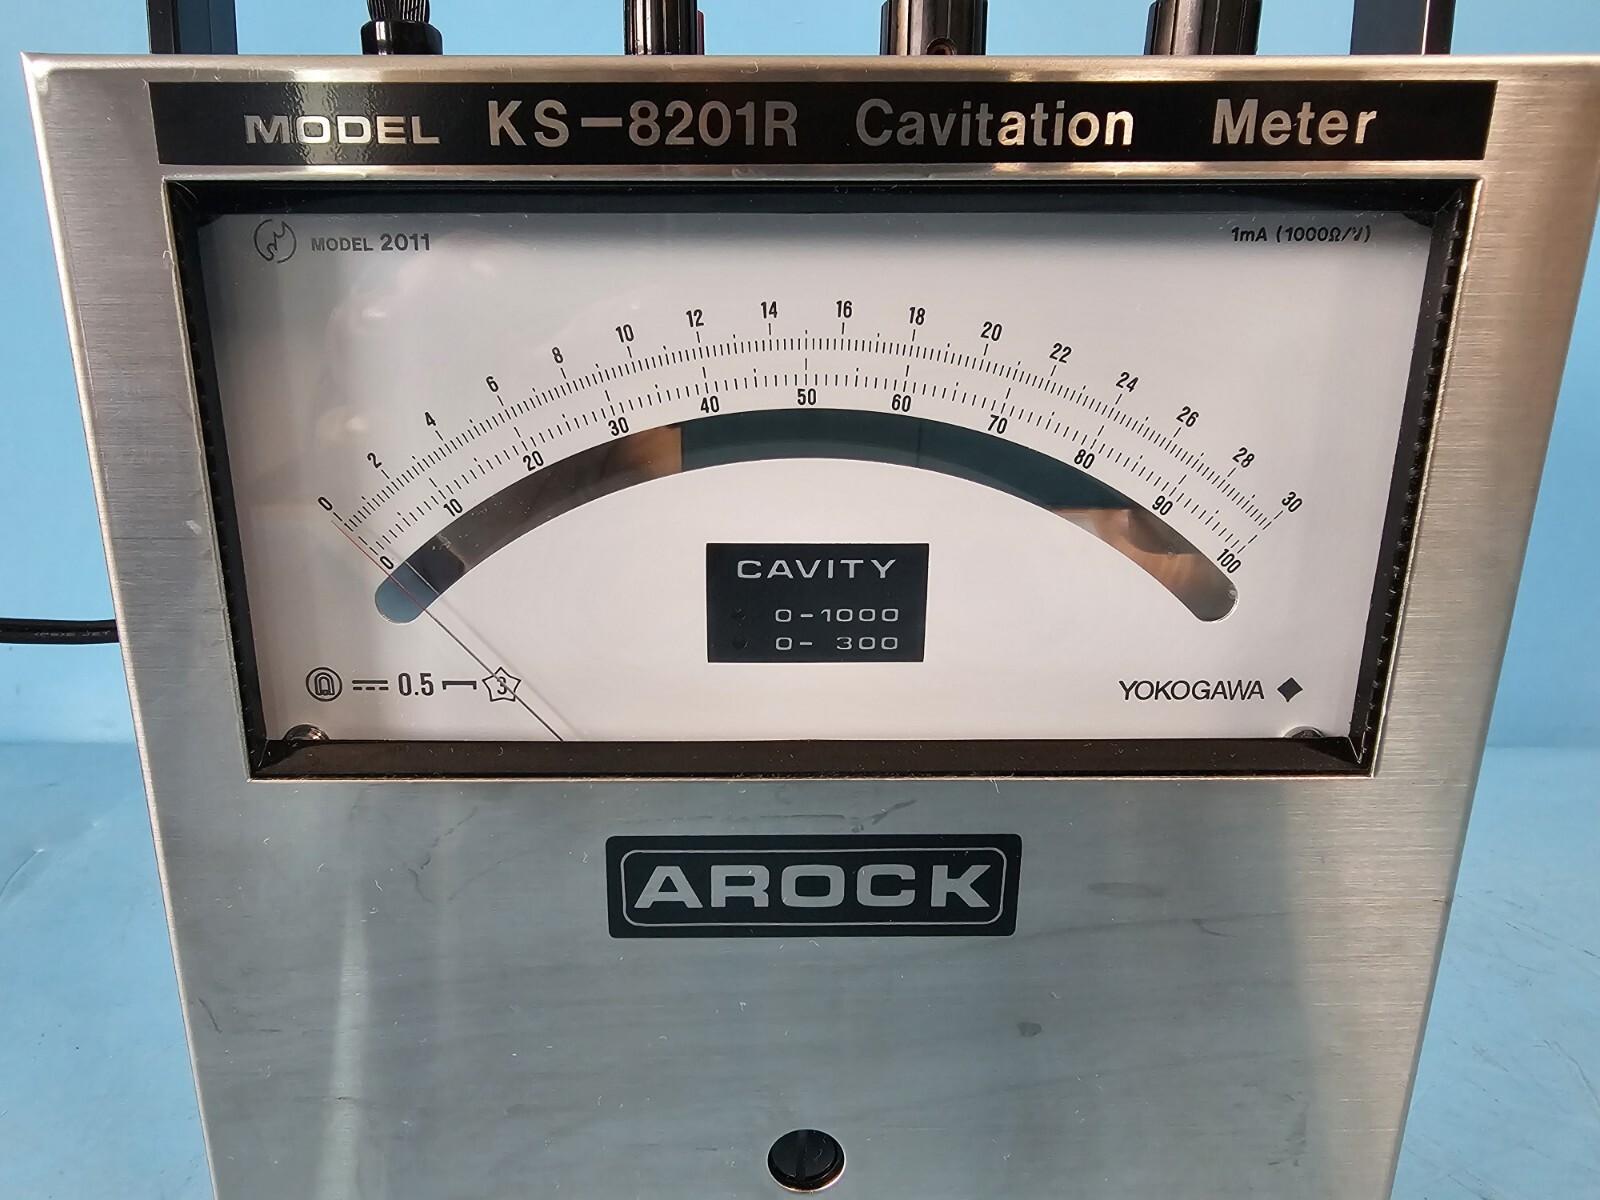 MODEL KS-8201R Cavitation Meter
MODEL 2011
1mA (1000Ω/V)
0 2 4 6 8 10 12 14 16 18 20 22 24 26 28 30
0 10 20 30 40 50 60 70 80 90 100
CAVITY
0-1000
0- 300
0.5 3
YOKOGAWA
AROCK